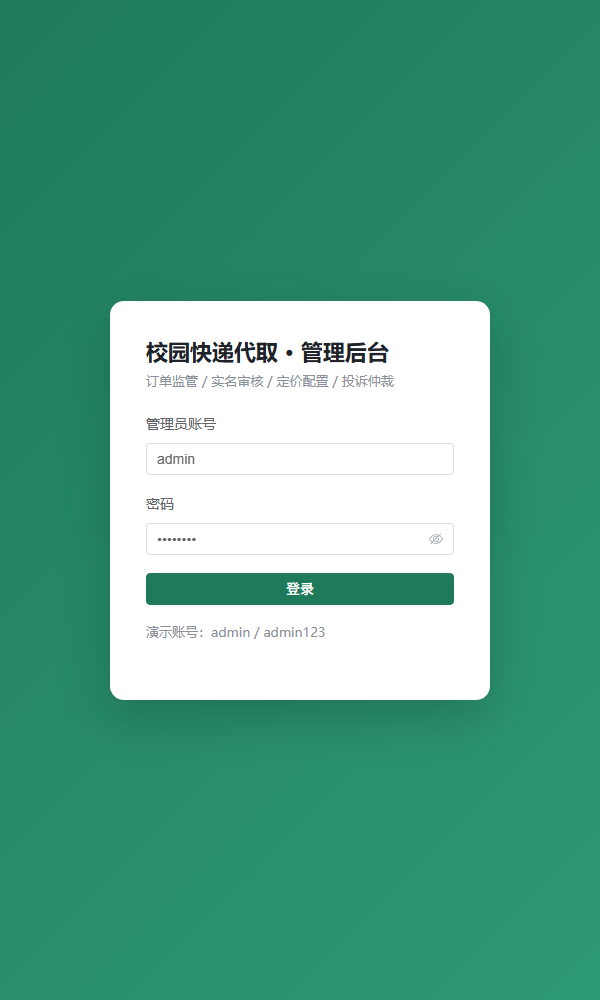 校园快递代取 · 管理后台
订单监管 / 实名审核 / 定价配置 / 投诉仲裁
管理员账号
admin
密码
••••••••
登录
演示账号：admin / admin123